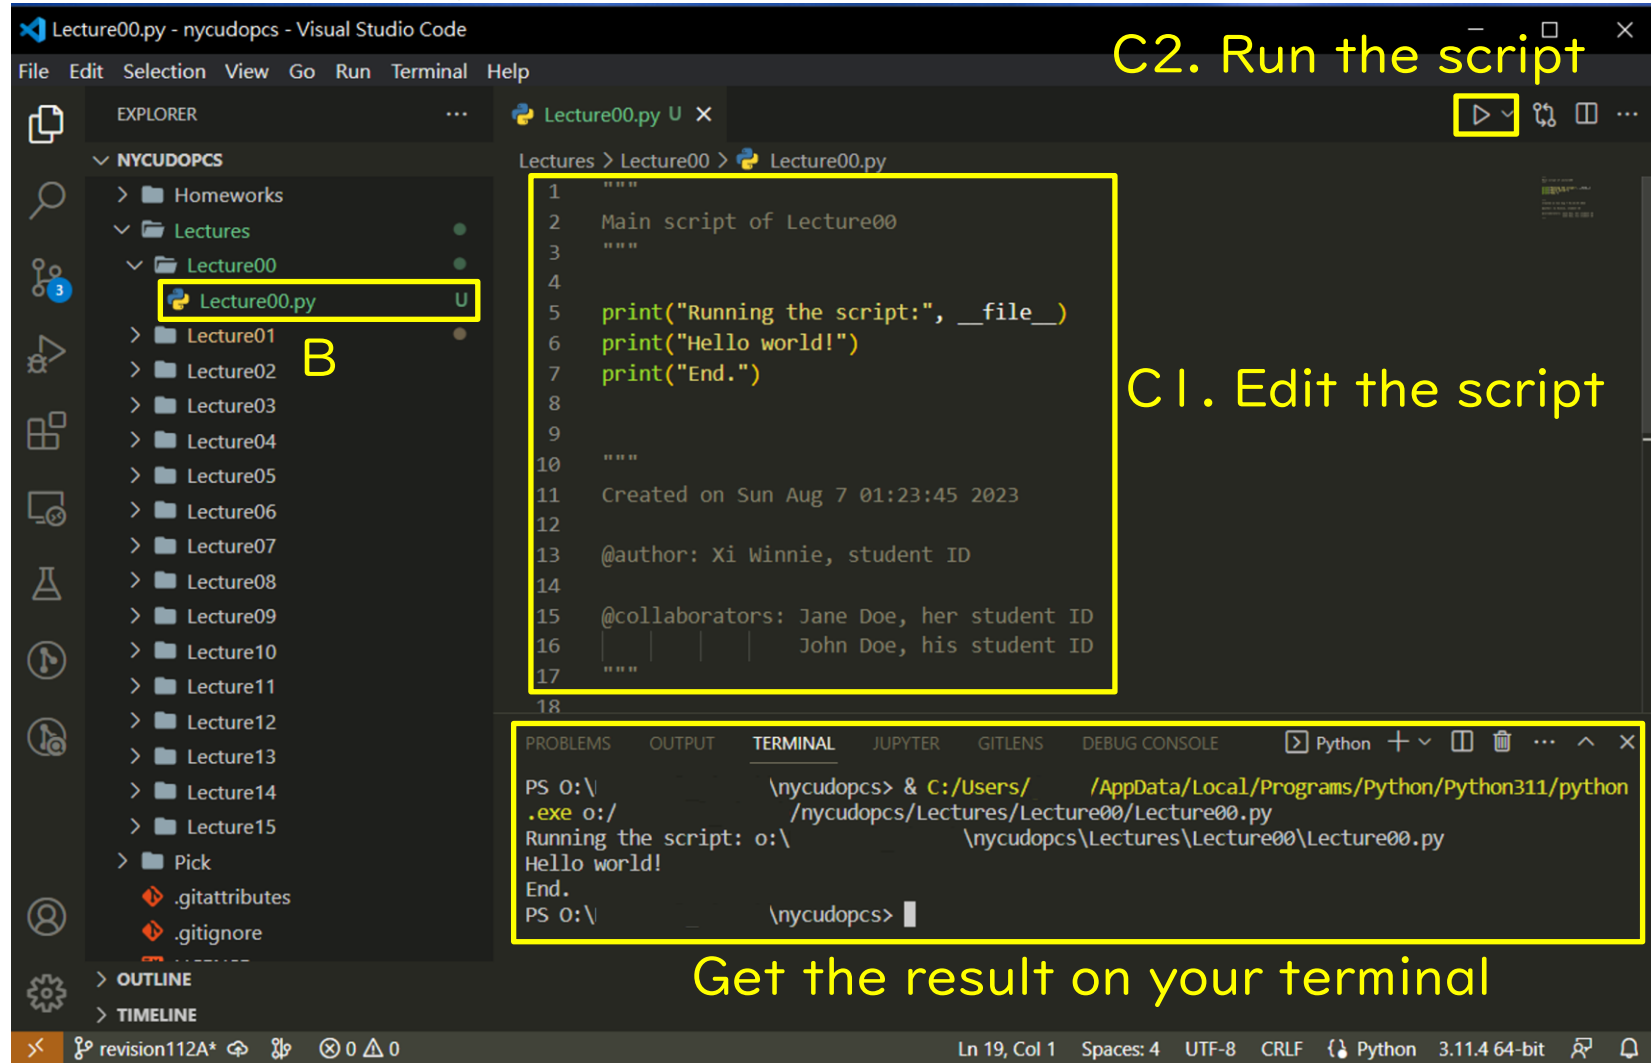 Lecture00.py - nycudopcs - Visual Studio Code
C2. Run the script
File Edit Selection View Go Run Terminal Help
EXPLORER
Lecture00.py U
NYCUDOPCS
Homeworks
Lectures
Lecture00
Lecture00.py U
Lecture01
B
Lecture02
Lecture03
Lecture04
Lecture05
Lecture06
Lecture07
Lecture08
Lecture09
Lecture10
Lecture11
Lecture12
Lecture13
Lecture14
Lecture15
Pick
.gitattributes
.gitignore
OUTLINE
TIMELINE
3
Lectures > Lecture00 > Lecture00.py
1 """
2 Main script of Lecture00
3 """
4
5 print("Running the script:", __file__)
6 print("Hello world!")
7 print("End.")
8
9
10 """
11 Created on Sun Aug 7 01:23:45 2023
12
13 @author: Xi Winnie, student ID
14
15 @collaborators: Jane Doe, her student ID
16 John Doe, his student ID
17 """
18
C1. Edit the script
PROBLEMS OUTPUT TERMINAL JUPYTER GITLENS DEBUG CONSOLE Python
PS O:\ \nycudopcs> & C:/Users/ /AppData/Local/Programs/Python/Python311/python
.exe o:/ /nycudopcs/Lectures/Lecture00/Lecture00.py
Running the script: o:\ \nycudopcs\Lectures\Lecture00\Lecture00.py
Hello world!
End.
PS O:\ \nycudopcs>
Get the result on your terminal
revision112A* 0 0 Ln 19, Col 1 Spaces: 4 UTF-8 CRLF Python 3.11.4 64-bit